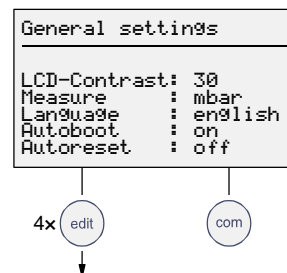 General settings
LCD-Contrast: 30
Measure : mbar
Language : english
Autoboot : on
Autoreset : off
4x edit com